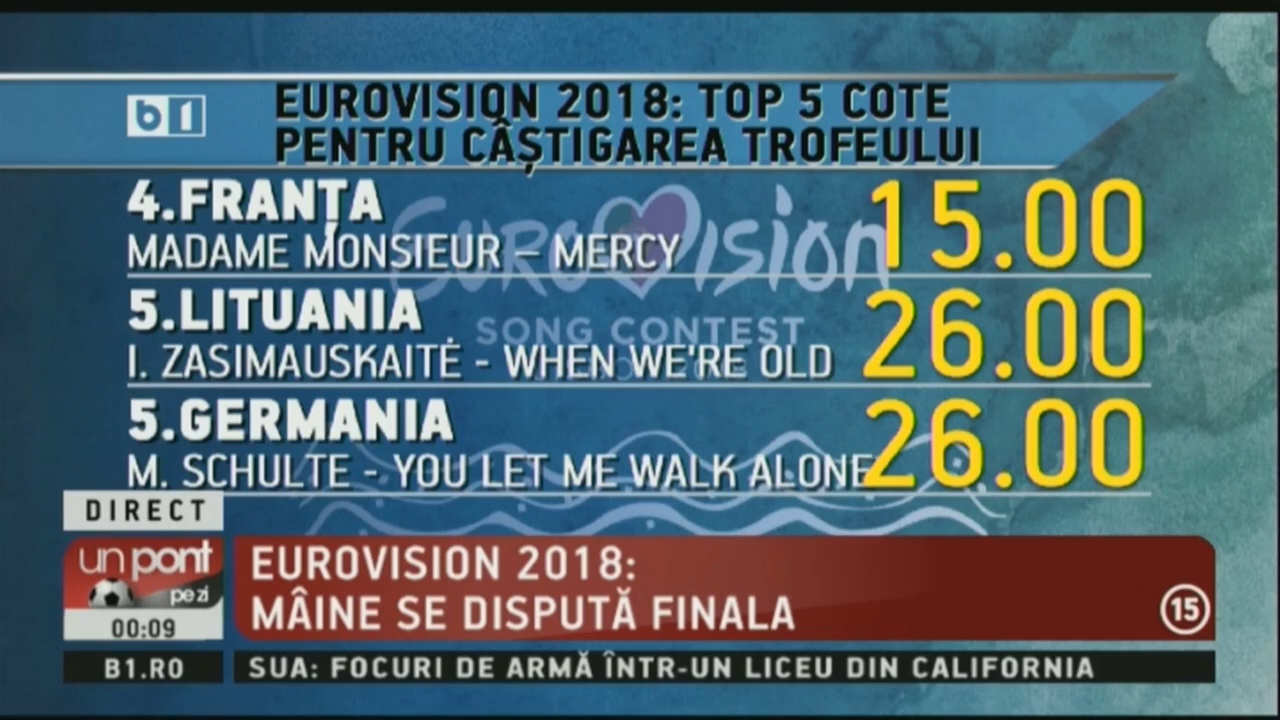 b1
EUROVISION 2018: TOP 5 COTE
PENTRU CÂȘTIGAREA TROFEULUI
4.FRANȚA
MADAME MONSIEUR – MERCY
15.00
5.LITUANIA
I. ZASIMAUSKAITĖ - WHEN WE'RE OLD
26.00
5.GERMANIA
M. SCHULTE - YOU LET ME WALK ALONE
26.00
EUROVISION
SONG CONTEST
DIRECT
un pont
pe zi
00:09
EUROVISION 2018:
MÂINE SE DISPUTĂ FINALA
15
B1.RO
SUA: FOCURI DE ARMĂ ÎNTR-UN LICEU DIN CALIFORNIA